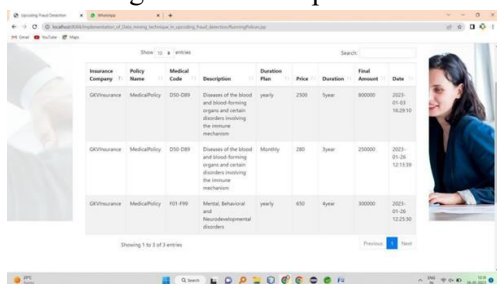 Upcoming Fraud Detection
WhatsApp
localhost
Gmail YouTube Maps
Show 10 entries
Search:
Insurance Company Policy Name Medical Code Description Duration Plan Price Duration Final Amount Date
GKVInsurance MedicalPolicy D50-D89 Diseases of the blood and blood-forming organs and certain disorders involving the immune mechanism yearly 2500 5year 800000 2023-01-03 16:29:10
GKVInsurance MedicalPolicy D50-D89 Diseases of the blood and blood-forming organs and certain disorders involving the immune mechanism Monthly 280 3year 250000 2023-01-26 12:13:39
GKVInsurance MedicalPolicy F01-F99 Mental, Behavioral and Neurodevelopmental disorders yearly 650 4year 300000 2023-01-26 12:25:30
Showing 1 to 3 of 3 entries
Previous 1 Next
Search